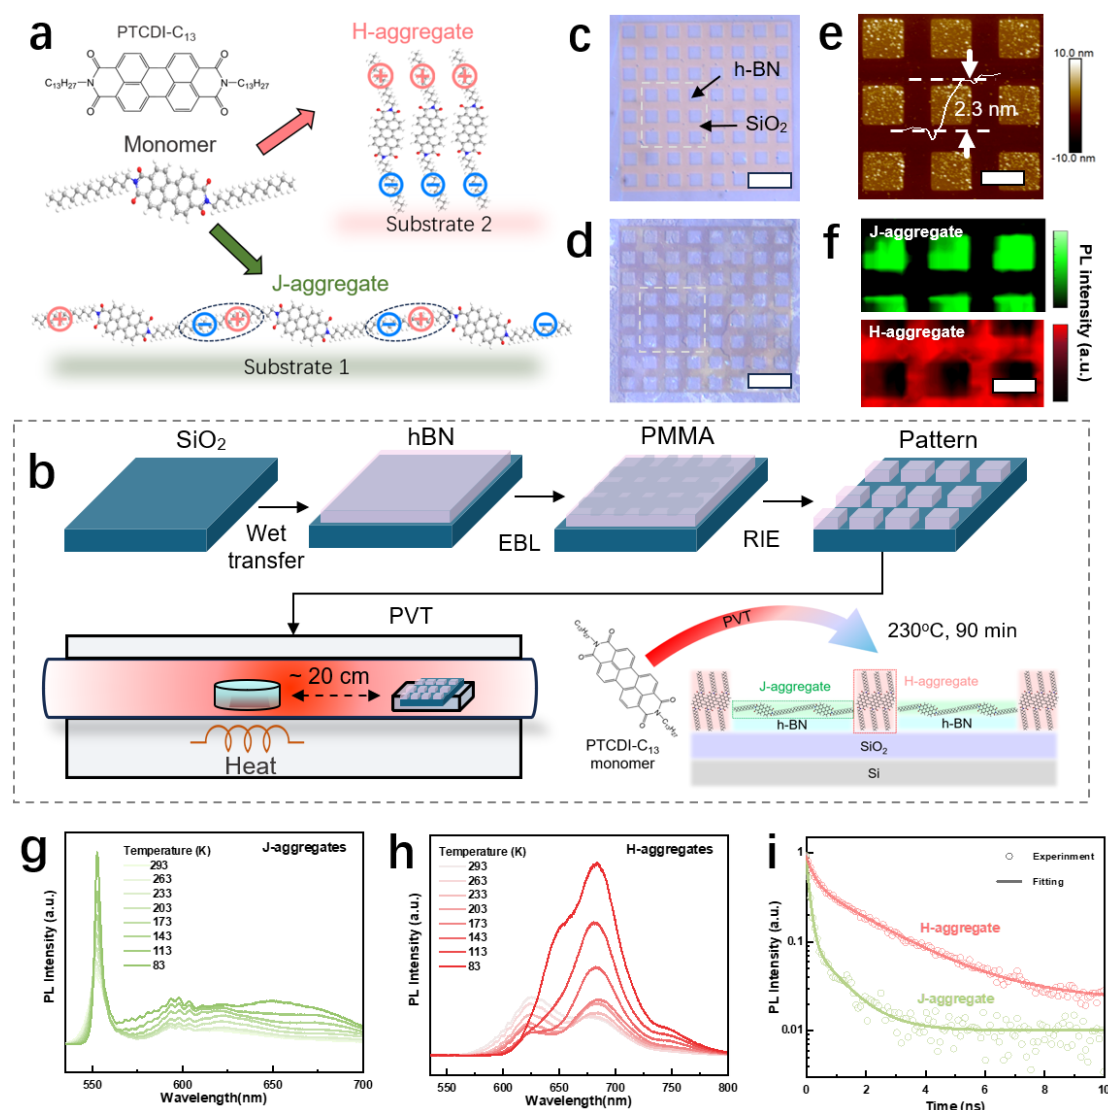 a
PTCDI-C₁₃
O
O
C₁₃H₂₇—N
N—C₁₃H₂₇
O
O
Monomer
H-aggregate
+ + +
− − −
Substrate 2
J-aggregate
+ − + − + −
Substrate 1
c
h-BN
SiO₂
d
e
2.3 nm
10.0 nm
-10.0 nm
f
J-aggregate
H-aggregate
PL intensity (a.u.)
b
SiO₂
hBN
PMMA
Pattern
Wet
transfer
EBL
RIE
PVT
~ 20 cm
Heat
C₁₃H₂₇
N
O
O
O
O
N
C₁₃H₂₇
PTCDI-C₁₃
monomer
PVT
230°C, 90 min
J-aggregate
H-aggregate
h-BN
h-BN
SiO₂
Si
g
Temperature (K)
J-aggregates
293
263
233
203
173
143
113
83
PL Intensity (a.u.)
550 600 650 700
Wavelength(nm)
h
Temperature (K)
H-aggregates
293
263
233
203
173
143
113
83
PL Intensity (a.u.)
550 600 650 700 750 800
Wavelength(nm)
i
Experiment
Fitting
H-aggregate
J-aggregate
PL Intensity (a.u.)
1
0.1
0.01
0 2 4 6 8 10
Time (ns)